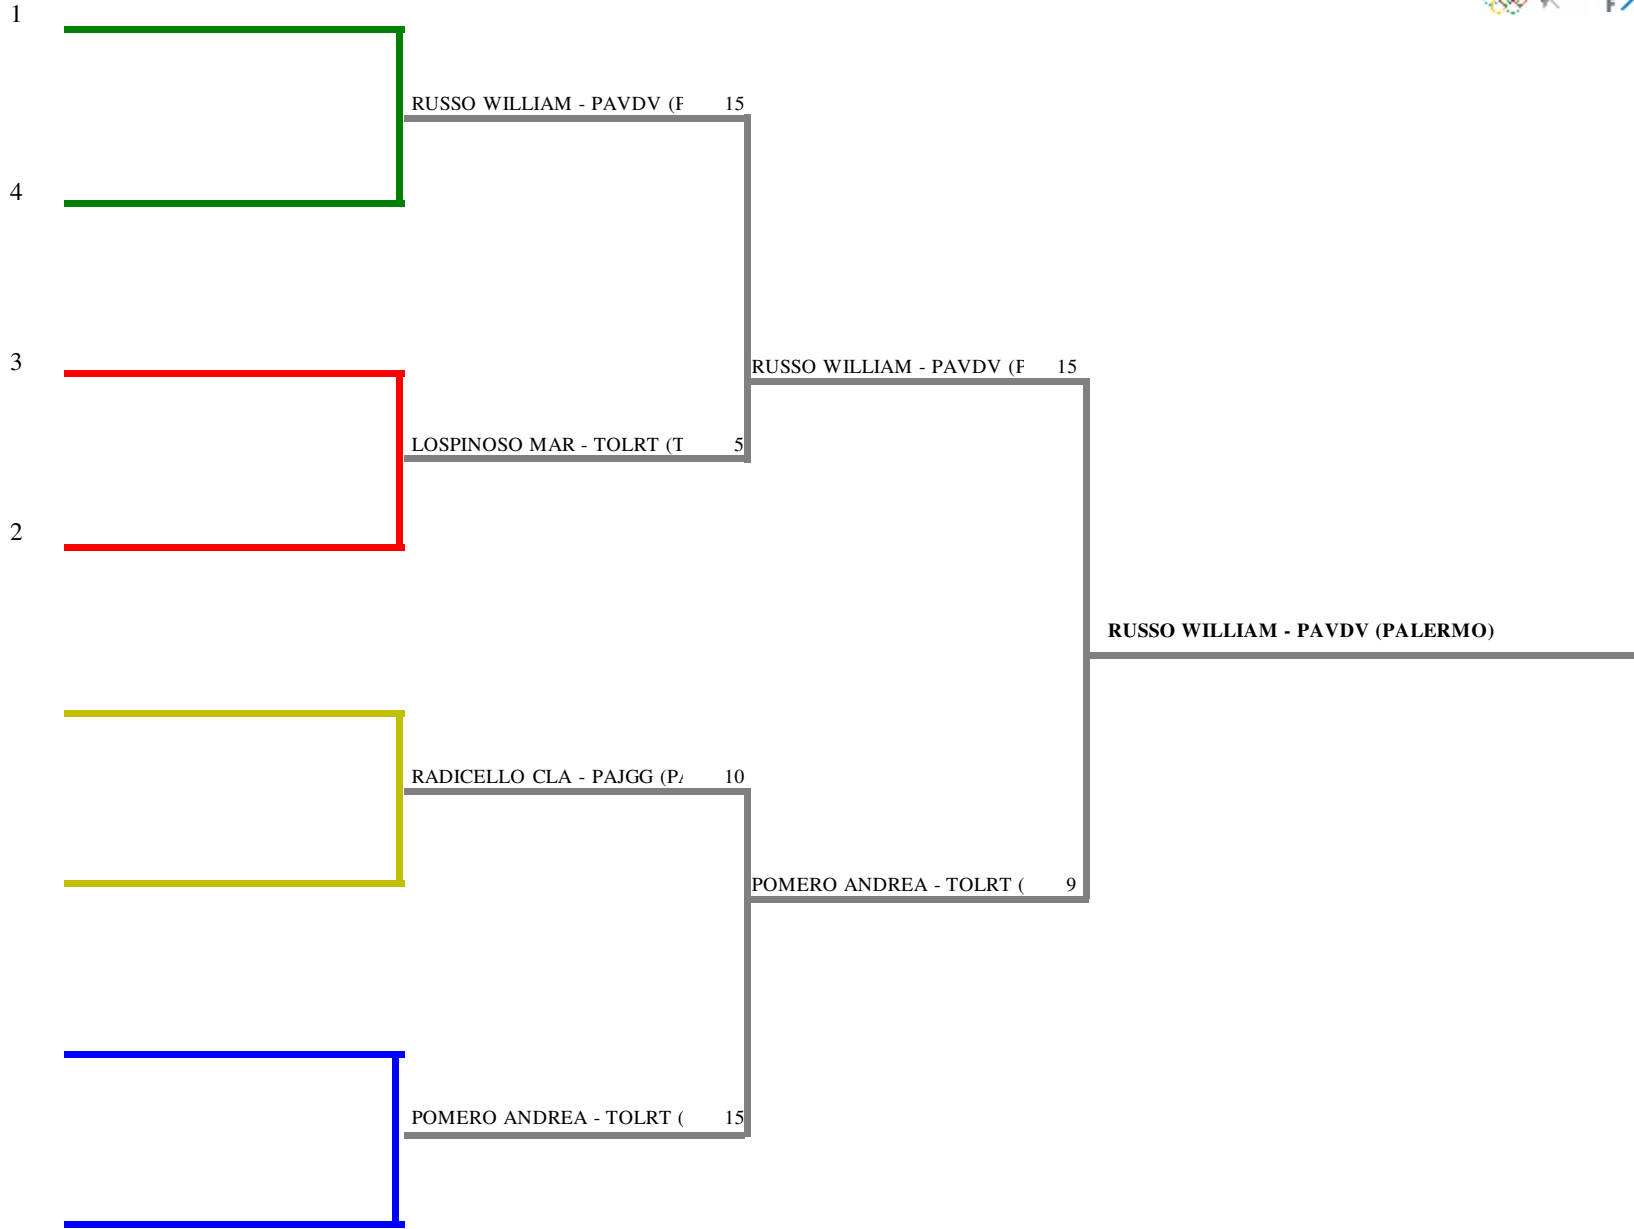 1
RUSSO WILLIAM - PAVDV ( 15
4
3
RUSSO WILLIAM - PAVDV ( 15
LOSPINOSO MAR - TOLRT (T 5
2
RUSSO WILLIAM - PAVDV (PALERMO)
RADICELLO CLA - PAJGG (P 10
POMERO ANDREA - TOLRT ( 9
POMERO ANDREA - TOLRT ( 15